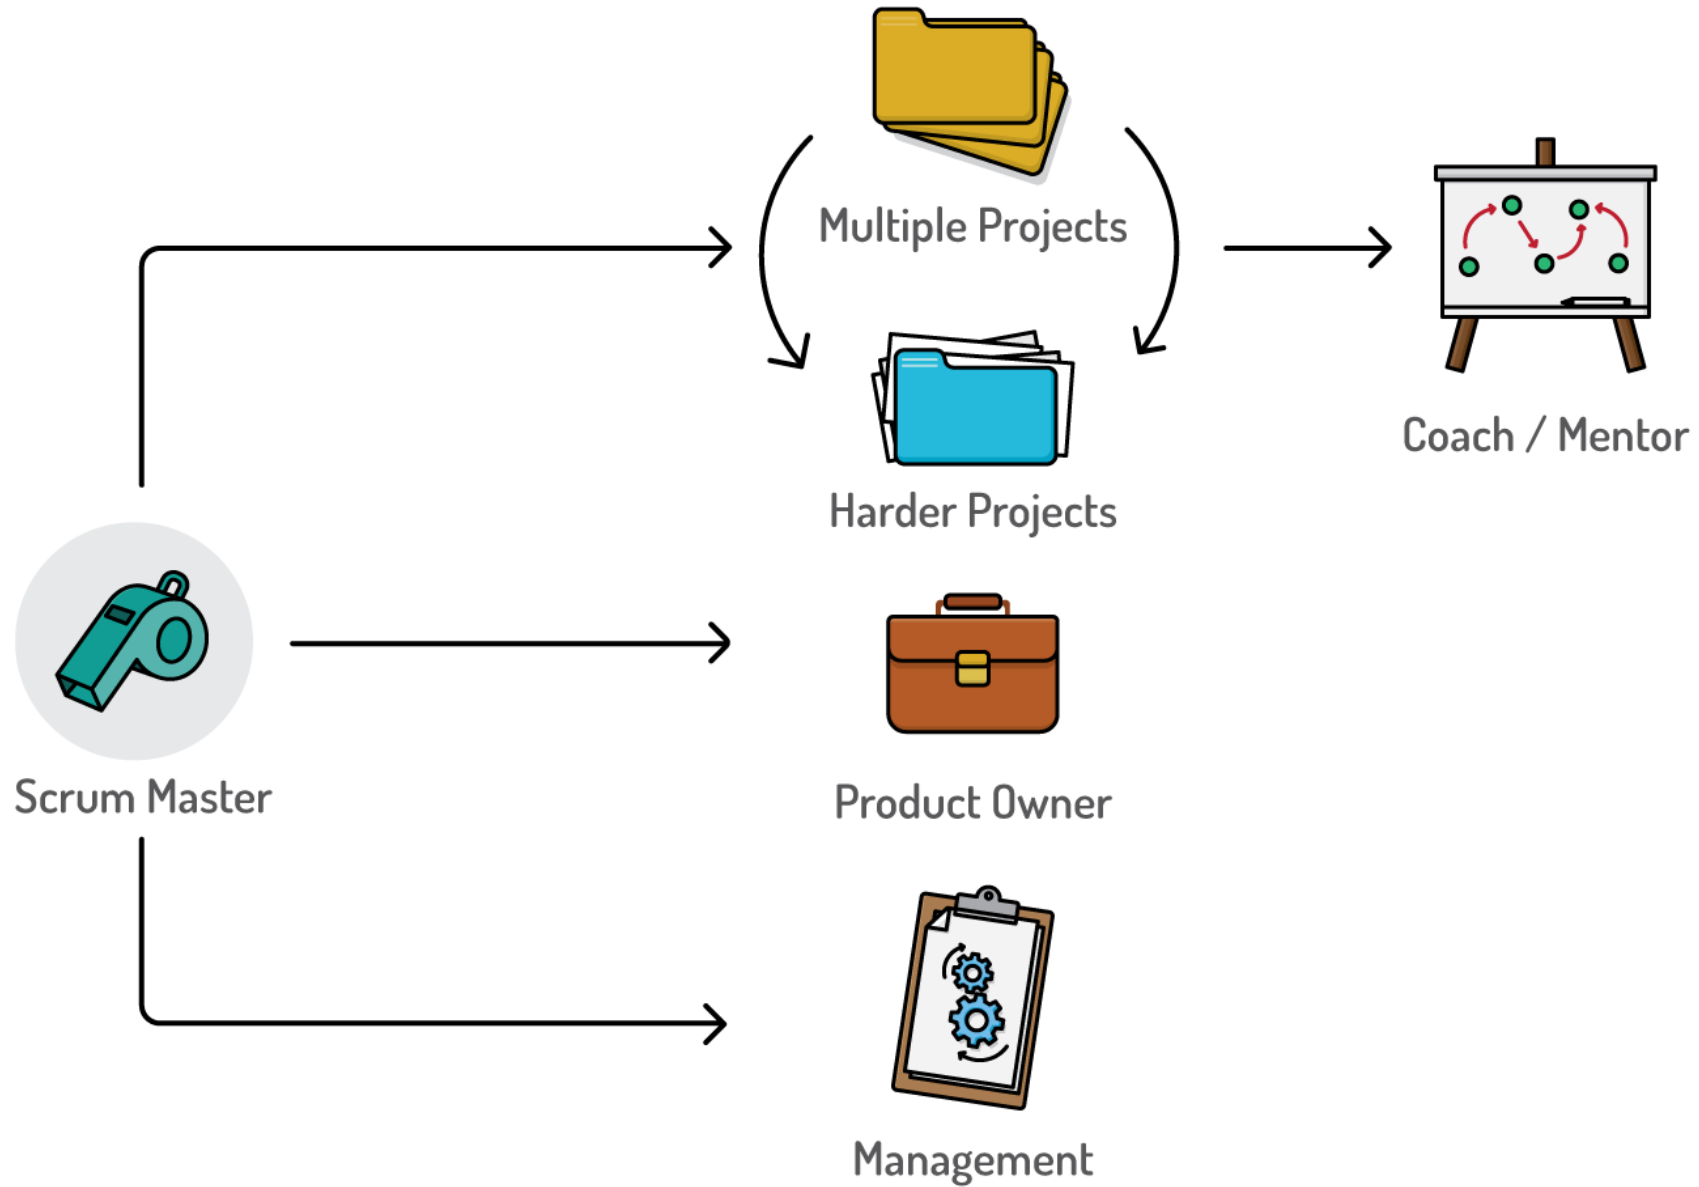 Multiple Projects
Harder Projects
Coach / Mentor
Scrum Master
Product Owner
Management